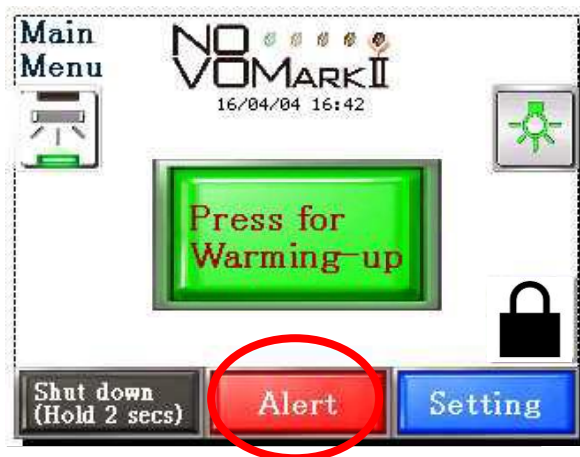 Main
Menu
NO
VOMARKII
16/04/04 16:42
Press for
Warming-up
Shut down
(Hold 2 secs)
Alert
Setting